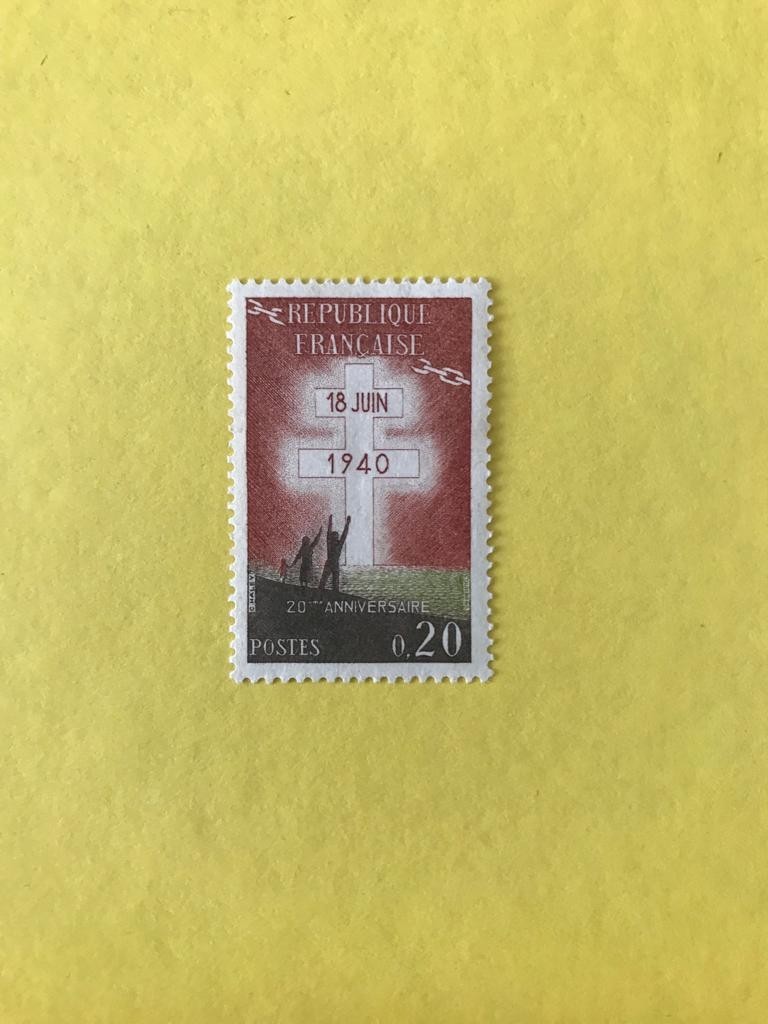 REPUBLIQUE
FRANÇAISE
18 JUIN
1940
20ème ANNIVERSAIRE
POSTES 0,20